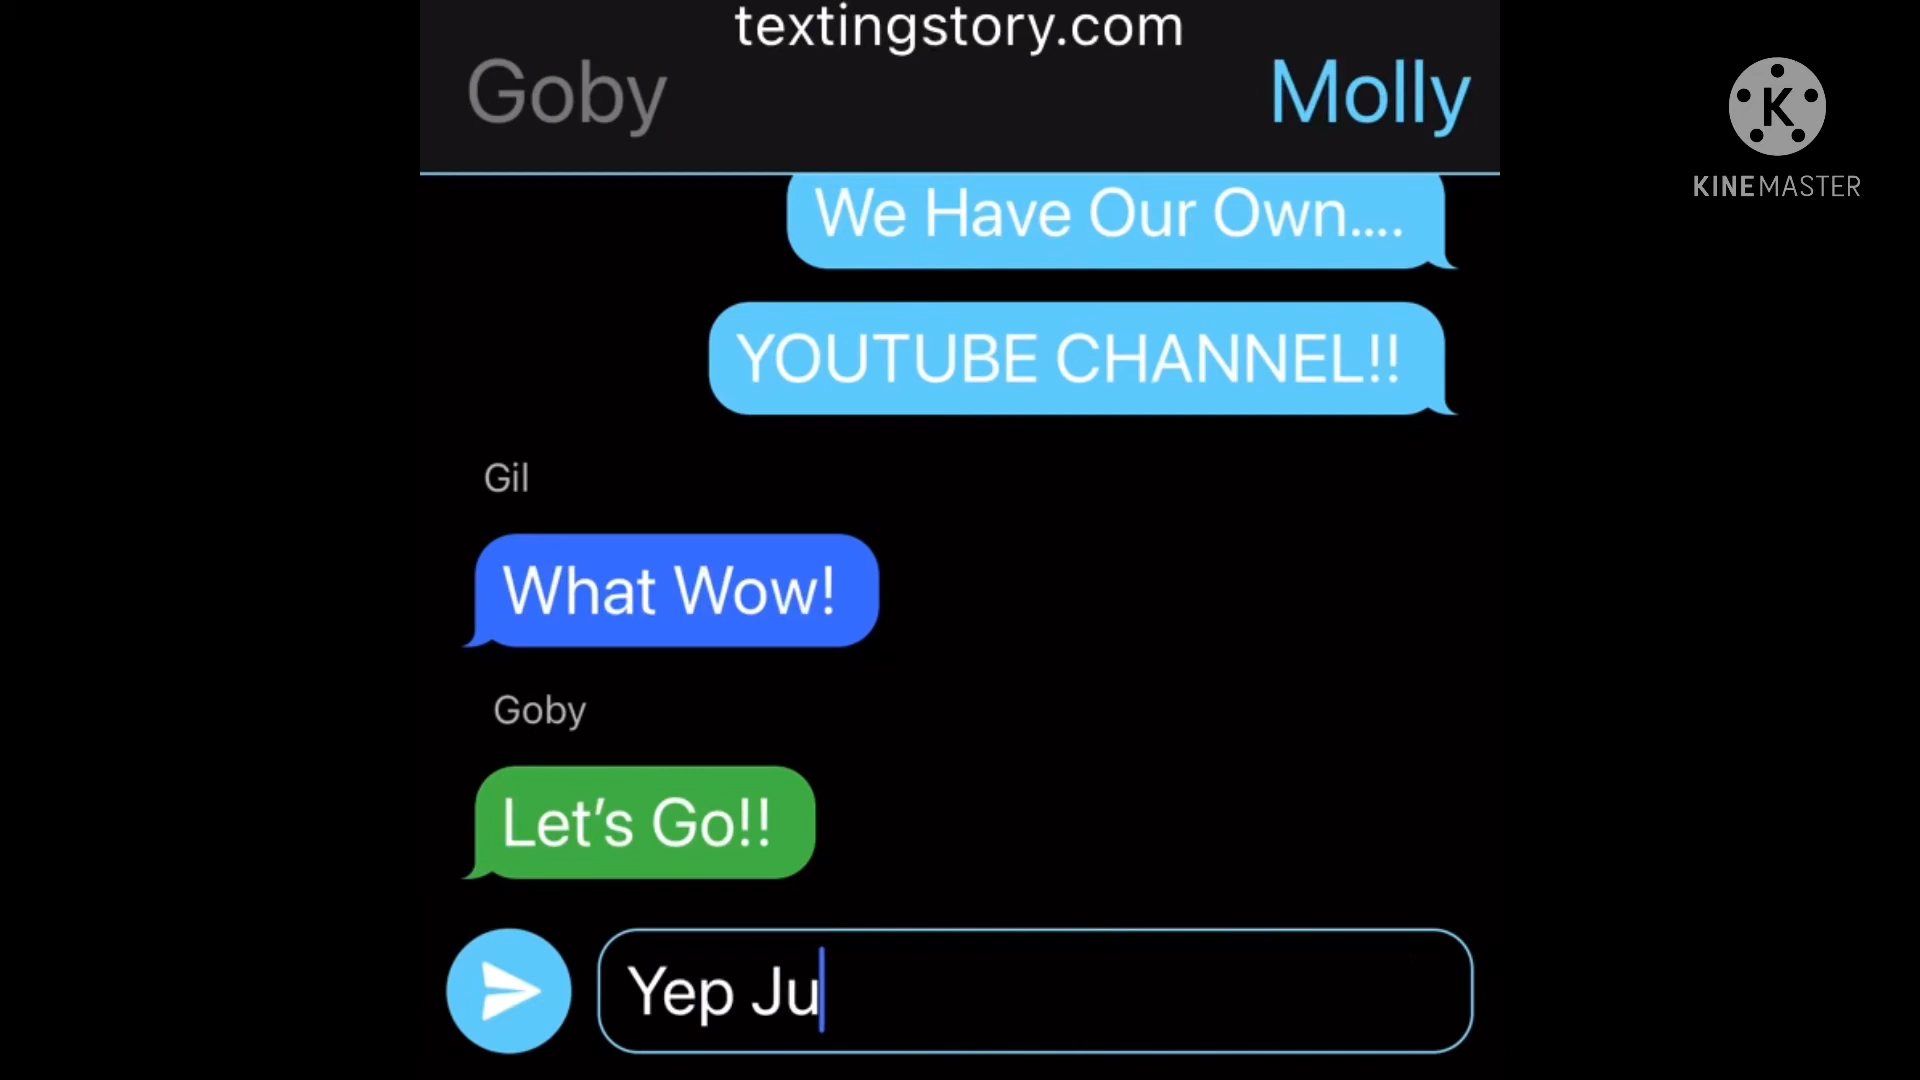 textingstory.com
Goby
Molly
We Have Our Own....
YOUTUBE CHANNEL!!
Gil
What Wow!
Goby
Let’s Go!!
Yep Ju
K
KINEMASTER